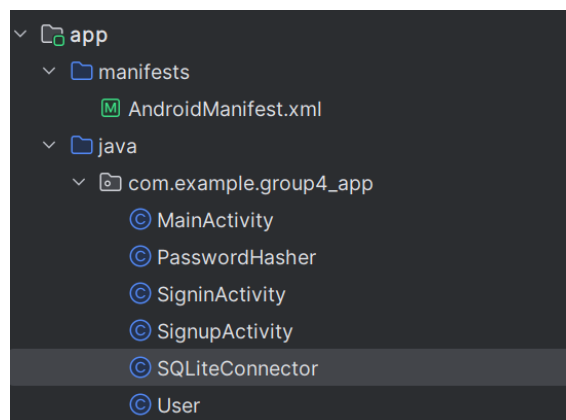 app
manifests
M AndroidManifest.xml
java
com.example.group4_app
C MainActivity
C PasswordHasher
C SigninActivity
C SignupActivity
C SQLiteConnector
C User